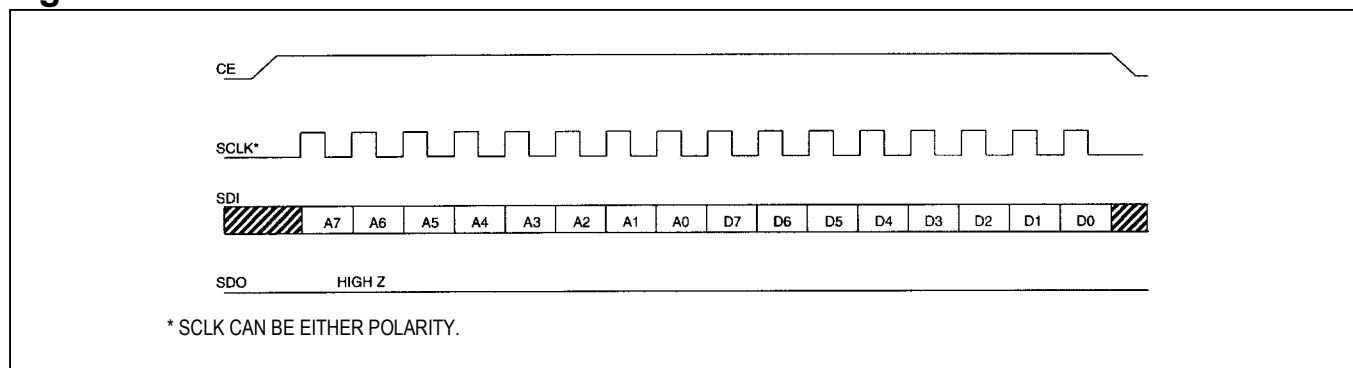 CE
SCLK*
SDI
A7 A6 A5 A4 A3 A2 A1 A0 D7 D6 D5 D4 D3 D2 D1 D0
SDO HIGH Z
* SCLK CAN BE EITHER POLARITY.